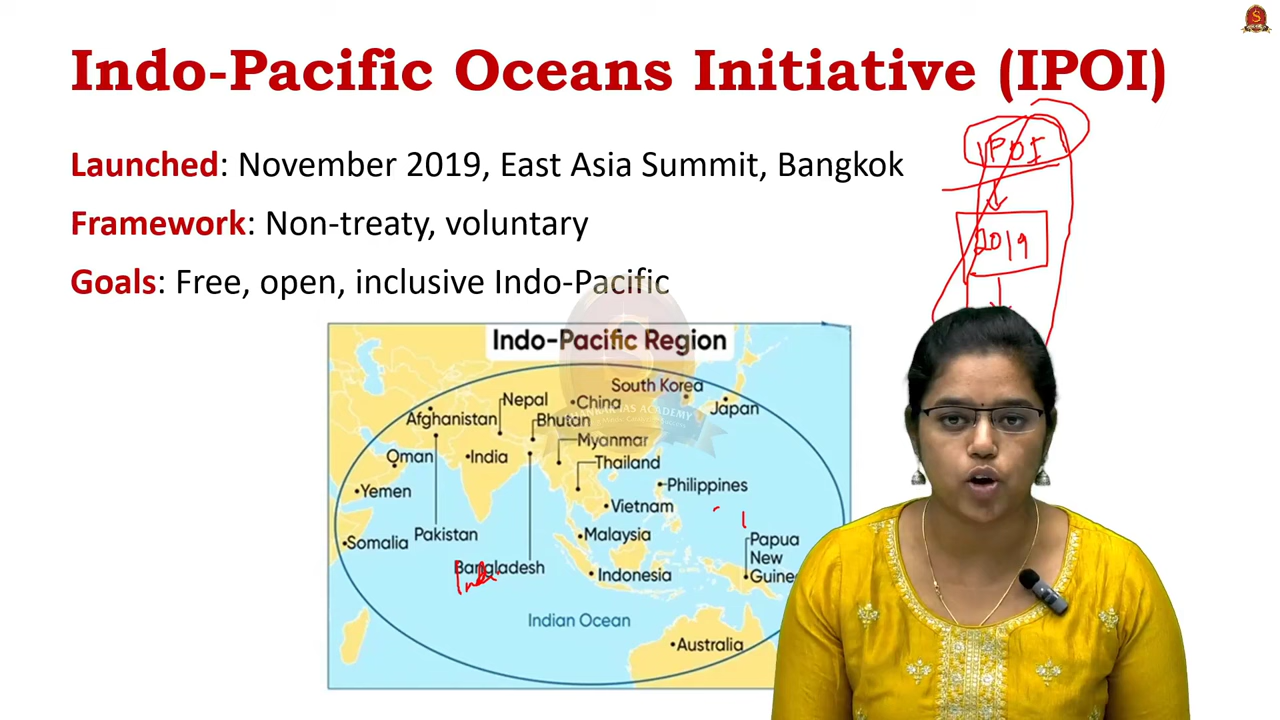 Indo-Pacific Oceans Initiative (IPOI)
Launched: November 2019, East Asia Summit, Bangkok
Framework: Non-treaty, voluntary
Goals: Free, open, inclusive Indo-Pacific
IPOI
2019
Indo-Pacific Region
South Korea
Nepal
China
Japan
Afghanistan
Bhutan
Myanmar
Oman
India
Thailand
Yemen
Philippines
Vietnam
Somalia
Pakistan
Malaysia
Papua
New
Guine
Bangladesh
Indonesia
Indian Ocean
Australia